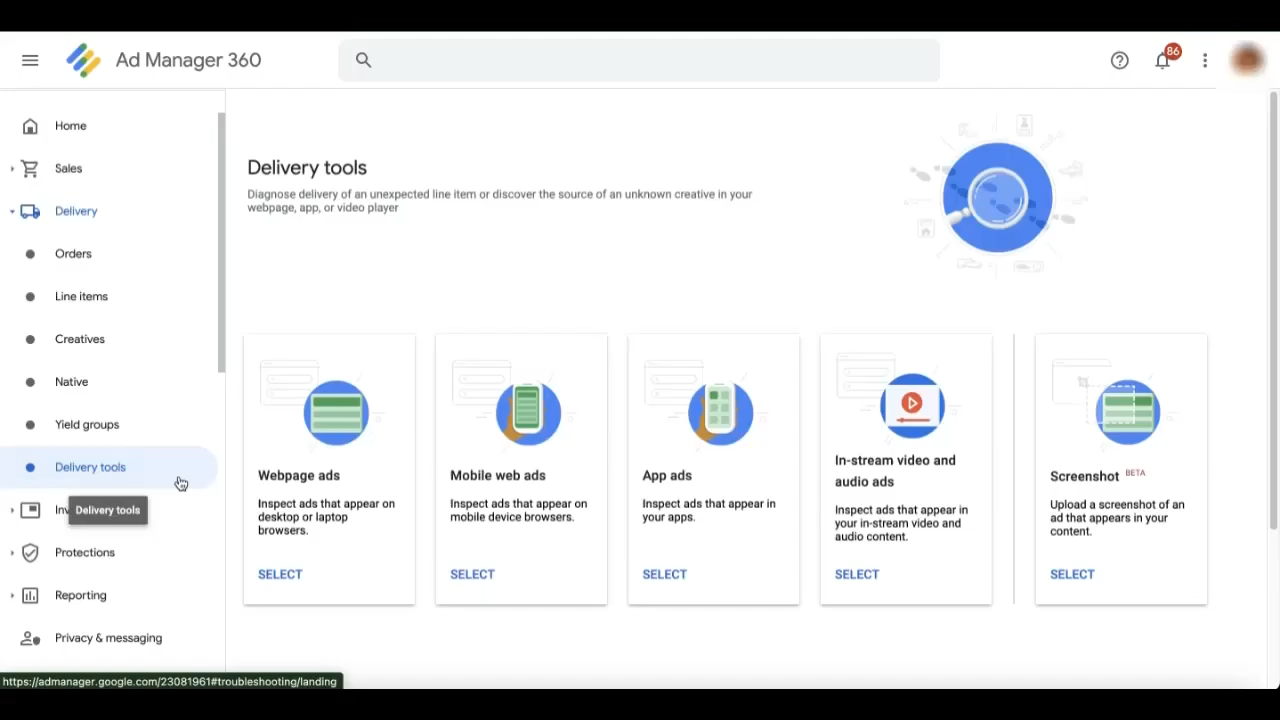 Ad Manager 360
86
Home
Sales
Delivery
Orders
Line items
Creatives
Native
Yield groups
Delivery tools
Inv
Delivery tools
Protections
Reporting
Privacy & messaging
https://admanager.google.com/23081961#troubleshooting/landing
Delivery tools
Diagnose delivery of an unexpected line item or discover the source of an unknown creative in your
webpage, app, or video player
Webpage ads
Inspect ads that appear on
desktop or laptop
browsers.
SELECT
Mobile web ads
Inspect ads that appear on
mobile device browsers.
SELECT
App ads
Inspect ads that appear in
your apps.
SELECT
In-stream video and
audio ads
Inspect ads that appear in
your in-stream video and
audio content.
SELECT
Screenshot BETA
Upload a screenshot of an
ad that appears in your
content.
SELECT